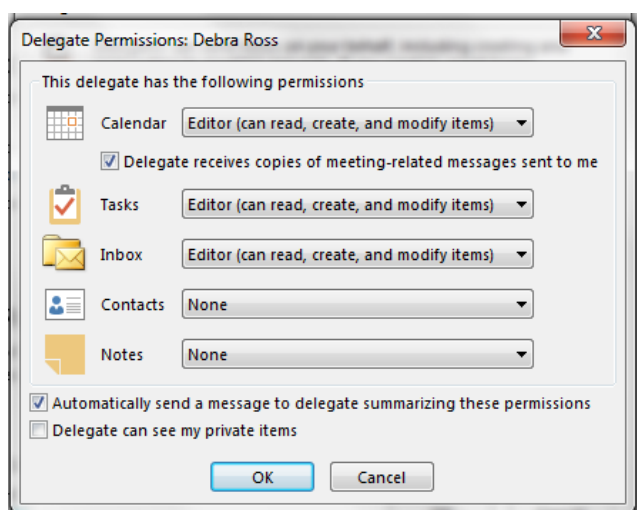 Delegate Permissions: Debra Ross
This delegate has the following permissions
Calendar Editor (can read, create, and modify items)
Delegate receives copies of meeting-related messages sent to me
Tasks Editor (can read, create, and modify items)
Inbox Editor (can read, create, and modify items)
Contacts None
Notes None
Automatically send a message to delegate summarizing these permissions
Delegate can see my private items
OK Cancel